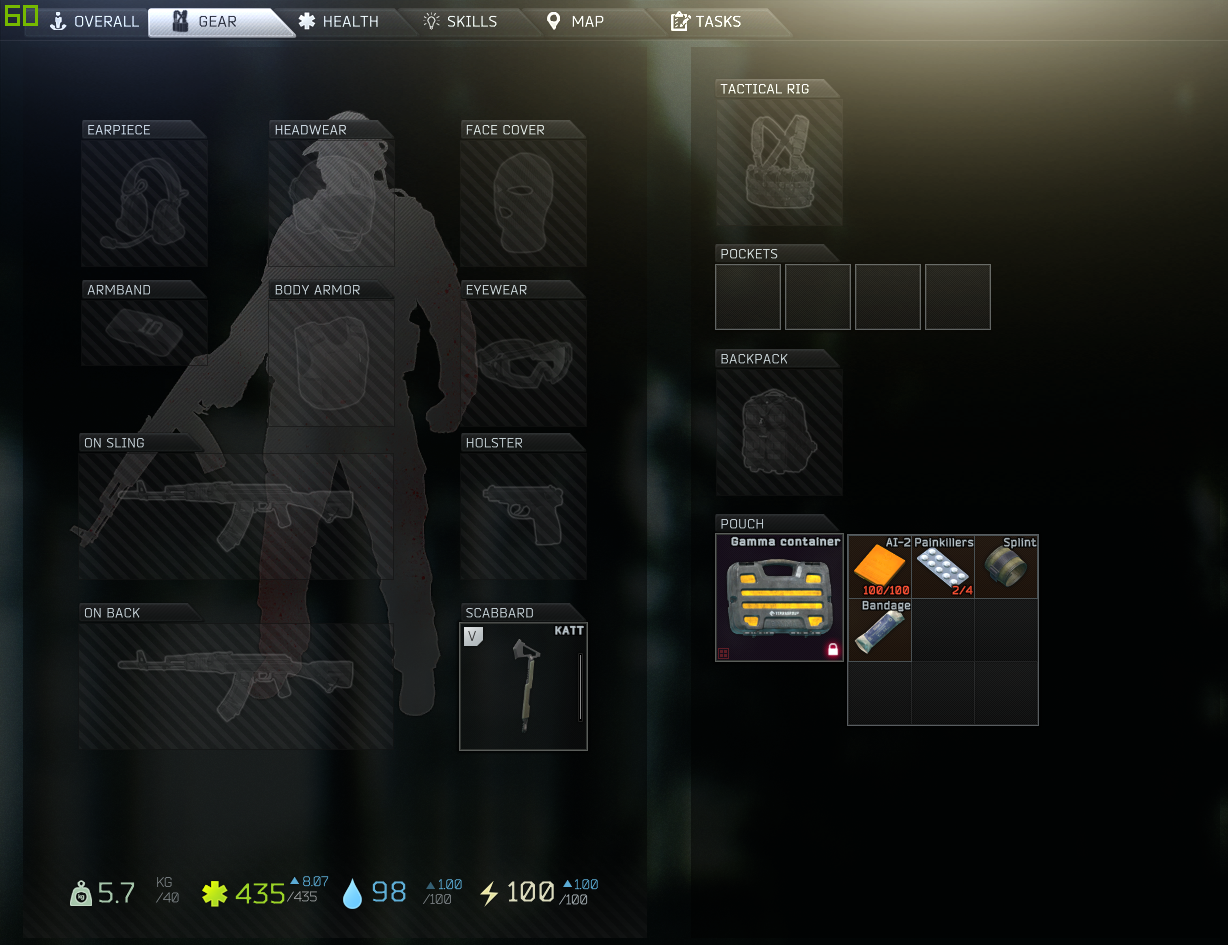 60
OVERALL GEAR HEALTH SKILLS MAP TASKS
TACTICAL RIG
EARPIECE HEADWEAR FACE COVER
POCKETS
ARMBAND BODY ARMOR EYEWEAR
BACKPACK
ON SLING HOLSTER
POUCH
Gamma container
AI-2 Painkillers Splint
100/100 2/4
Bandage
ON BACK SCABBARD
V KATT
5.7 KG /40 435 8.07 /435 98 1.00 /100 100 1.00 /100